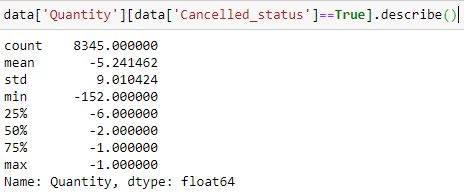 data['Quantity'][data['Cancelled_status']==True].describe()
count    8345.000000
mean       -5.241462
std         9.010424
min      -152.000000
25%        -6.000000
50%        -2.000000
75%        -1.000000
max        -1.000000
Name: Quantity, dtype: float64